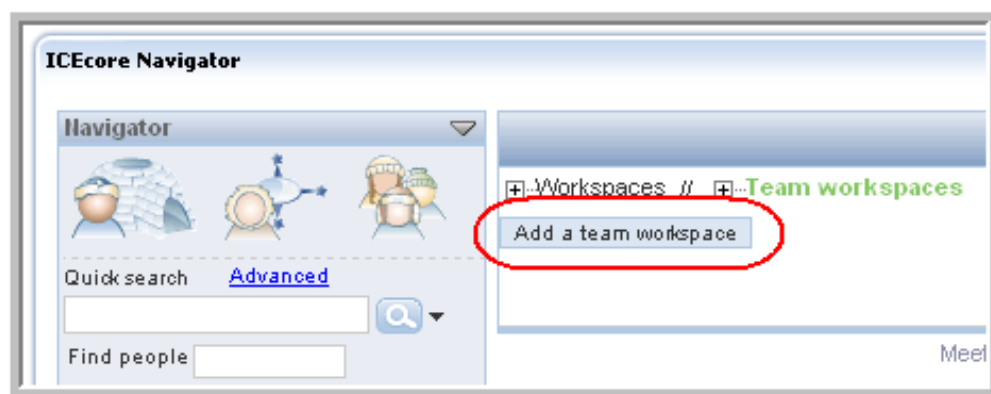 ICEcore Navigator
Navigator
Workspaces // Team workspaces
Add a team workspace
Quick search Advanced
Find people
Meet